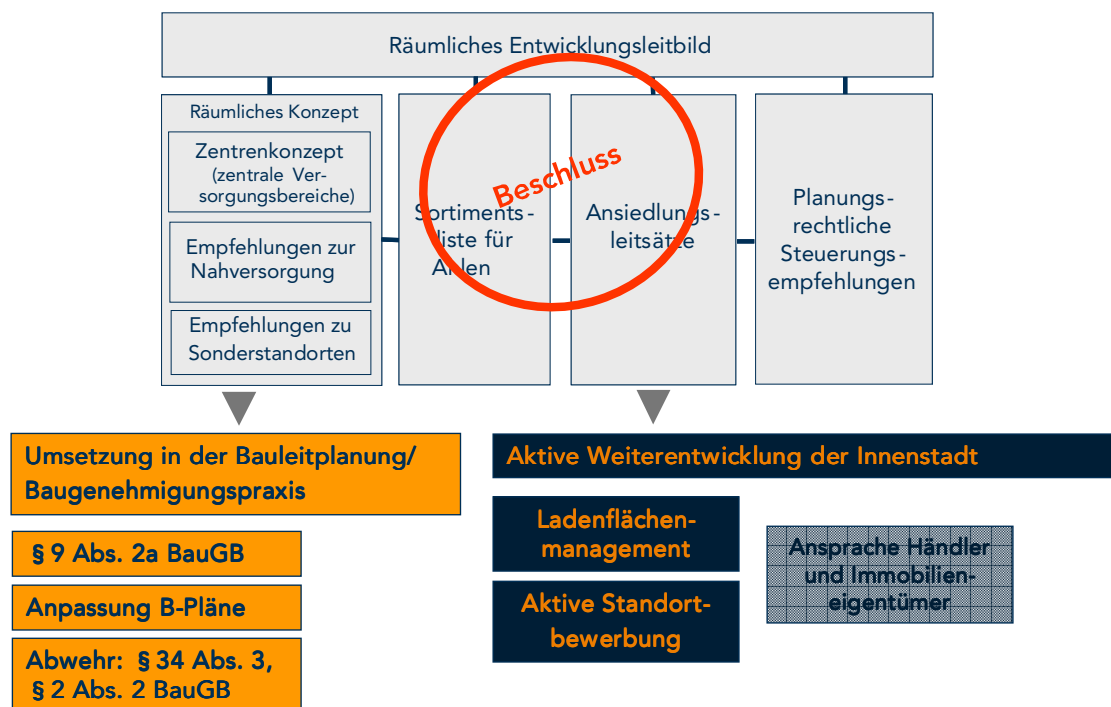 Räumliches Entwicklungsleitbild
Räumliches Konzept
Zentrenkonzept
(zentrale Ver-
sorgungsbereiche)
Empfehlungen zur
Nahversorgung
Empfehlungen zu
Sonderstandorten
Beschluss
Sortiments-
liste für
Ahlen
Ansiedlungs-
leitsätze
Planungs-
rechtliche
Steuerungs-
empfehlungen
Umsetzung in der Bauleitplanung/
Baugenehmigungspraxis
§ 9 Abs. 2a BauGB
Anpassung B-Pläne
Abwehr: § 34 Abs. 3,
§ 2 Abs. 2 BauGB
Aktive Weiterentwicklung der Innenstadt
Ladenflächen-
management
Aktive Standort-
bewerbung
Ansprache Händler
und Immobilien-
eigentümer